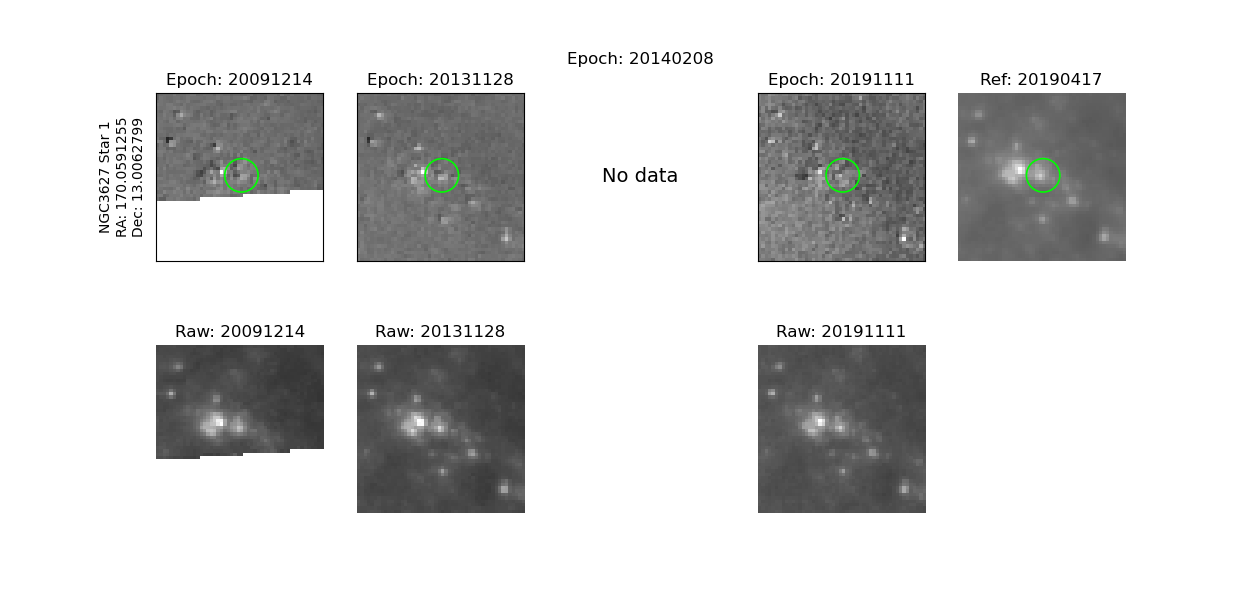 Epoch: 20140208
Epoch: 20091214
Epoch: 20131128
Epoch: 20191111
Ref: 20190417
NGC3627 Star 1
RA: 170.0591255
Dec: 13.0062799
No data
Raw: 20091214
Raw: 20131128
Raw: 20191111